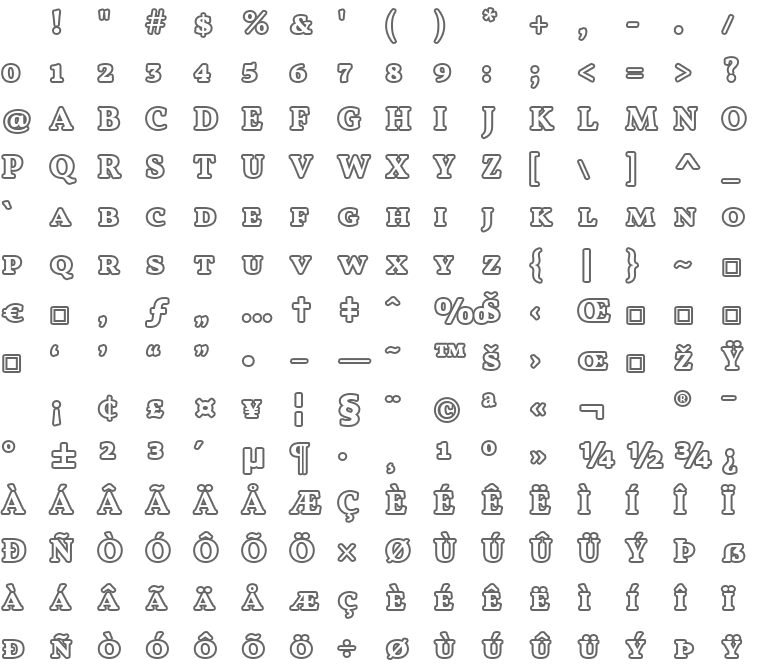 ! " # $ % & ' ( ) * + , - . /
0 1 2 3 4 5 6 7 8 9 : ; < = > ?
@ A B C D E F G H I J K L M N O
P Q R S T U V W X Y Z [ \ ] ^ _
` A B C D E F G H I J K L M N O
P Q R S T U V W X Y Z { | } ~ □
€ □ ‚ ƒ „ … † ‡ ˆ ‰ Š ‹ Œ □ □ □
□ ‘ ’ “ ” • – — ˜ ™ Š › Œ □ Ž Ÿ
¡ ¢ £ ¤ ¥ ¦ § ¨ © ª « ¬ ® ¯
° ± ² ³ ´ µ ¶ · ¸ ¹ º » ¼ ½ ¾ ¿
À Á Â Ã Ä Å Æ Ç È É Ê Ë Ì Í Î Ï
Ð Ñ Ò Ó Ô Õ Ö × Ø Ù Ú Û Ü Ý Þ ß
À Á Â Ã Ä Å Æ Ç È É Ê Ë Ì Í Î Ï
Ð Ñ Ò Ó Ô Õ Ö ÷ Ø Ù Ú Û Ü Ý Þ Ÿ